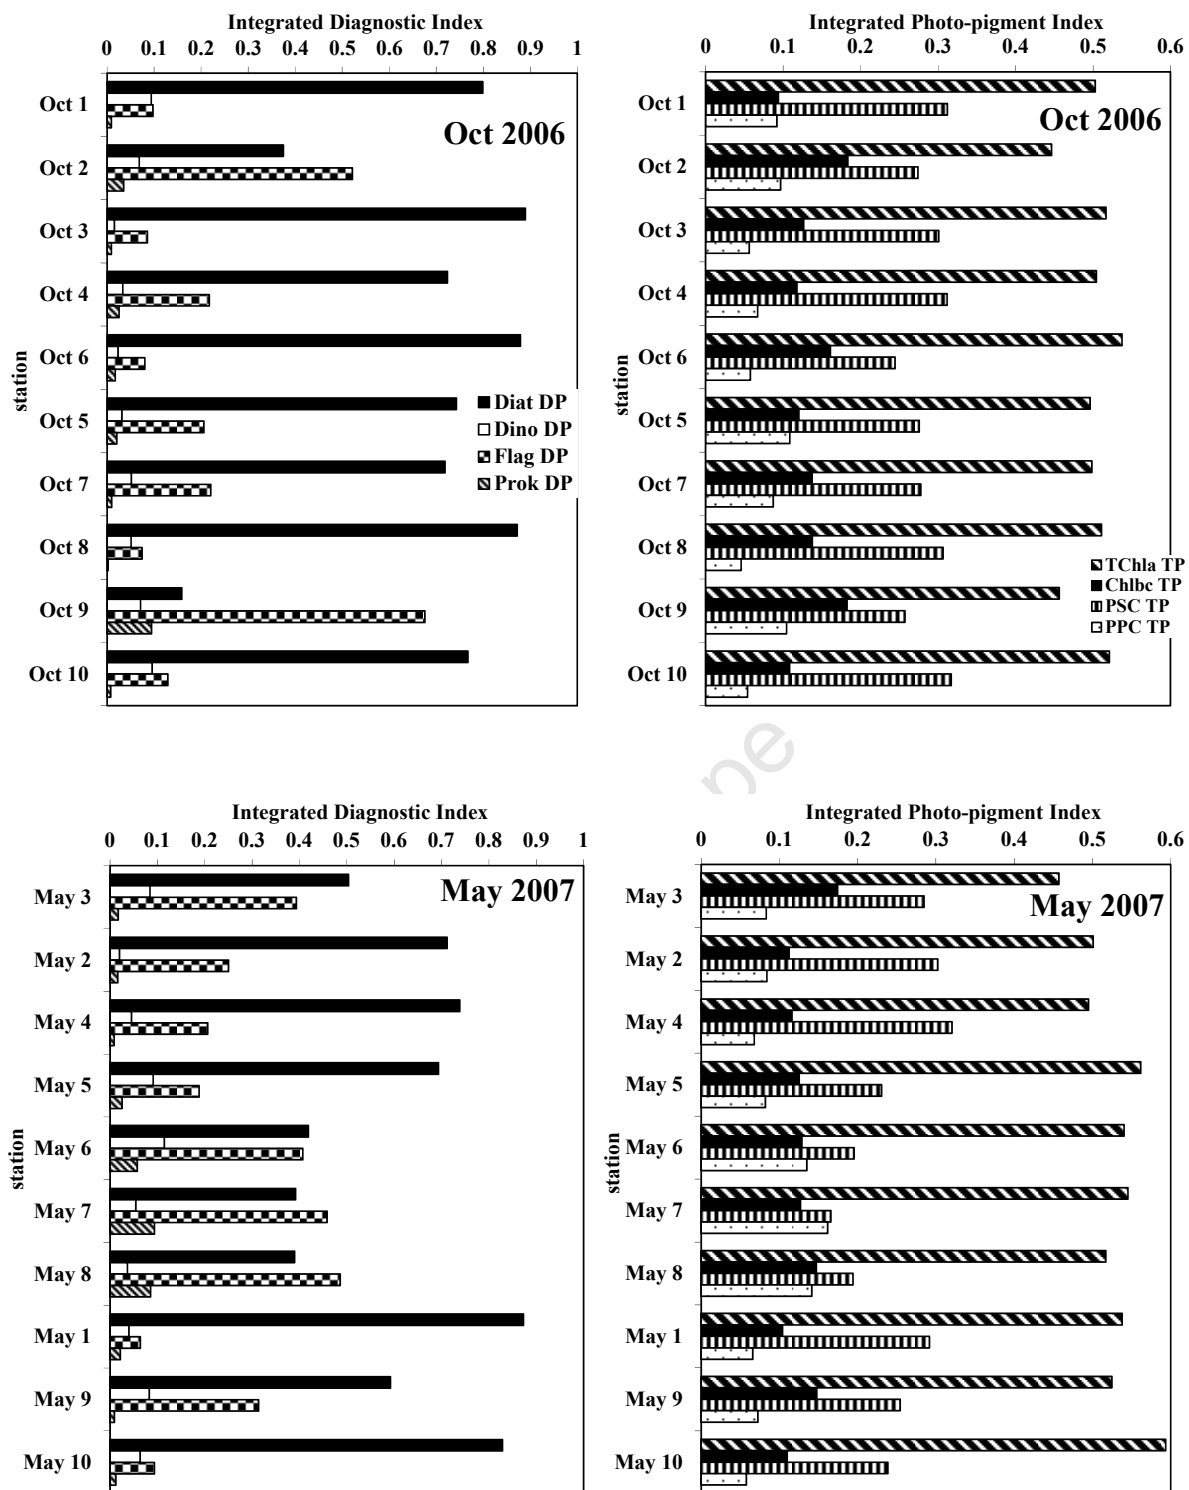 Integrated Diagnostic Index
0 0.1 0.2 0.3 0.4 0.5 0.6 0.7 0.8 0.9 1
Oct 2006
Oct 1
Oct 2
Oct 3
Oct 4
Oct 6
Oct 5
Oct 7
Oct 8
Oct 9
Oct 10
station
Diat DP
Dino DP
Flag DP
Prok DP
Integrated Photo-pigment Index
0 0.1 0.2 0.3 0.4 0.5 0.6
Oct 2006
Oct 1
Oct 2
Oct 3
Oct 4
Oct 6
Oct 5
Oct 7
Oct 8
Oct 9
Oct 10
station
TChla TP
Chlbc TP
PSC TP
PPC TP
pe
Integrated Diagnostic Index
0 0.1 0.2 0.3 0.4 0.5 0.6 0.7 0.8 0.9 1
May 2007
May 3
May 2
May 4
May 5
May 6
May 7
May 8
May 1
May 9
May 10
station
Integrated Photo-pigment Index
0 0.1 0.2 0.3 0.4 0.5 0.6
May 2007
May 3
May 2
May 4
May 5
May 6
May 7
May 8
May 1
May 9
May 10
station